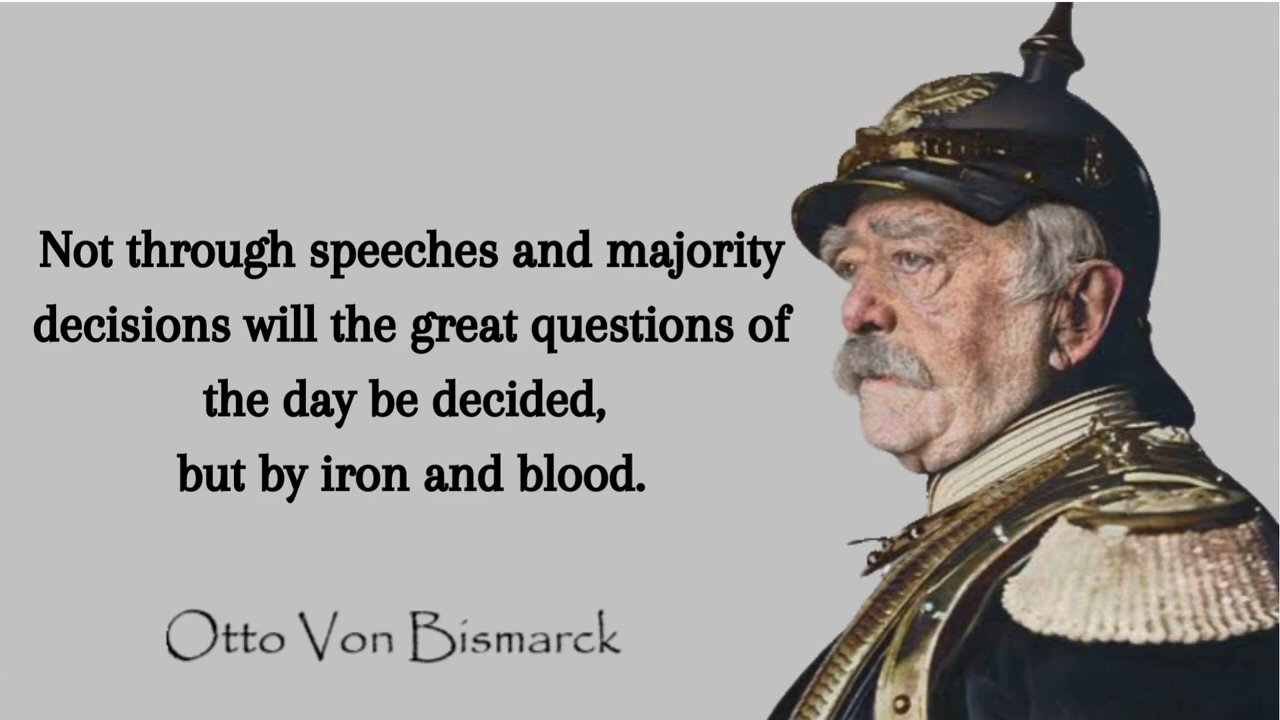 Not through speeches and majority
decisions will the great questions of
the day be decided,
but by iron and blood.
Otto Von Bismarck